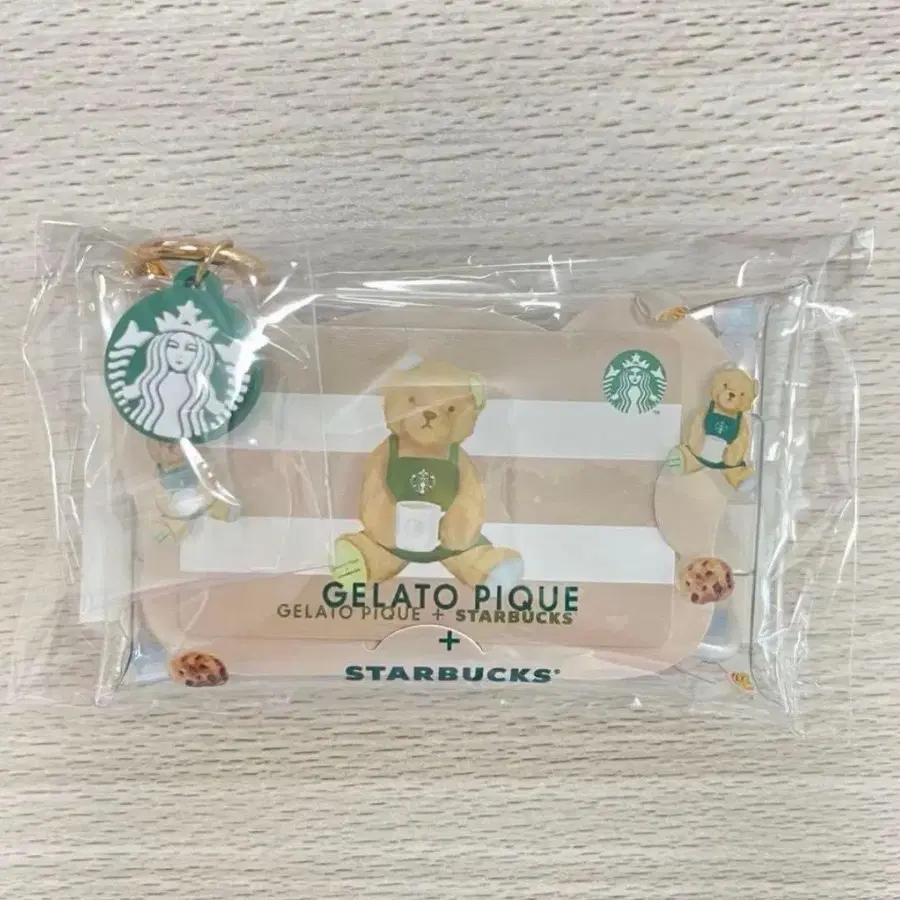 GELATO PIQUE
GELATO PIQUE + STARBUCKS
+
STARBUCKS®